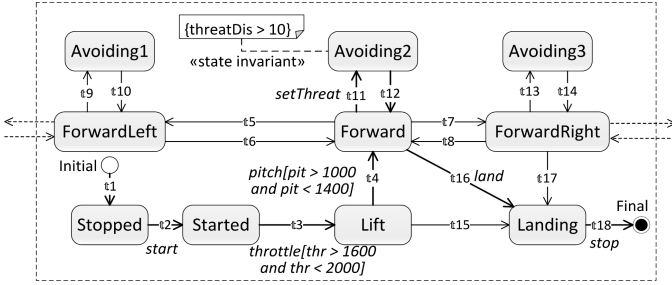 {threatDis > 10}
«state invariant»
Avoiding1
Avoiding2
Avoiding3
t9
t10
setThreat t11
t12
t13
t14
ForwardLeft
t5
t6
Forward
t7
t8
ForwardRight
Initial
t1
pitch[pit > 1000
and pit < 1400]
t4
t16 land
t17
Final
Stopped
t2
start
Started
t3
throttle[thr > 1600
and thr < 2000]
Lift
t15
Landing
t18
stop